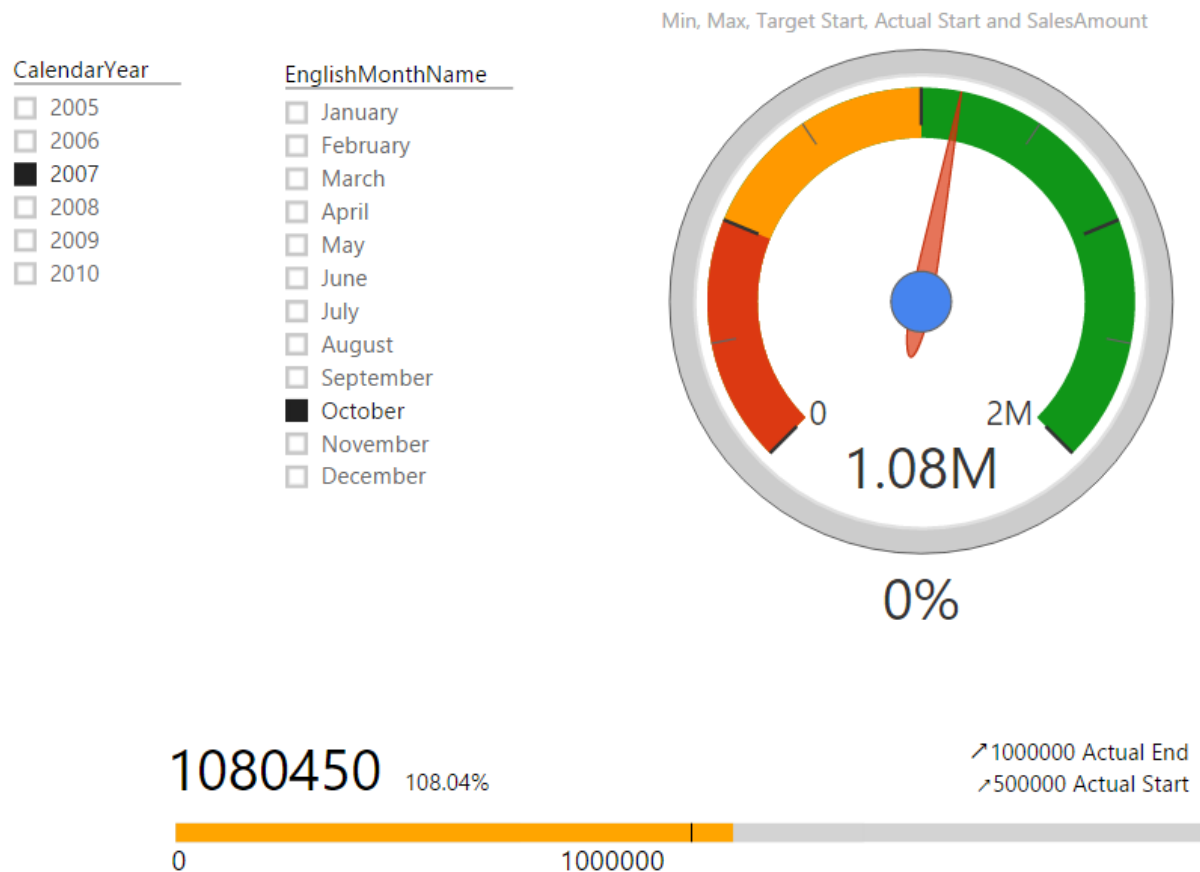 Min, Max, Target Start, Actual Start and SalesAmount
CalendarYear
2005
2006
2007
2008
2009
2010
EnglishMonthName
January
February
March
April
May
June
July
August
September
October
November
December
0
2M
1.08M
0%
1080450 108.04%
↗1000000 Actual End
↗500000 Actual Start
0 1000000